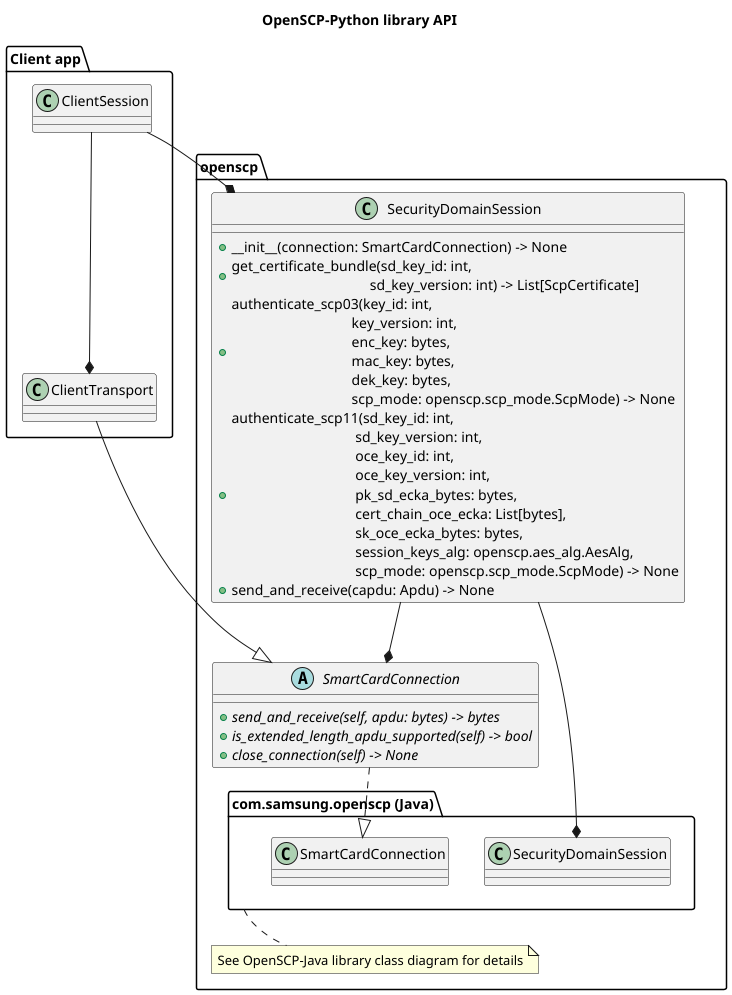 OpenSCP-Python library API
Client app
C ClientSession
openscp
C SecurityDomainSession
__init__(connection: SmartCardConnection) -> None
get_certificate_bundle(sd_key_id: int,
sd_key_version: int) -> List[ScpCertificate]
authenticate_scp03(key_id: int,
key_version: int,
enc_key: bytes,
mac_key: bytes,
dek_key: bytes,
scp_mode: openscp.scp_mode.ScpMode) -> None
authenticate_scp11(sd_key_id: int,
sd_key_version: int,
oce_key_id: int,
oce_key_version: int,
pk_sd_ecka_bytes: bytes,
cert_chain_oce_ecka: List[bytes],
sk_oce_ecka_bytes: bytes,
session_keys_alg: openscp.aes_alg.AesAlg,
scp_mode: openscp.scp_mode.ScpMode) -> None
send_and_receive(capdu: Apdu) -> None
C ClientTransport
A SmartCardConnection
send_and_receive(self, apdu: bytes) -> bytes
is_extended_length_apdu_supported(self) -> bool
close_connection(self) -> None
com.samsung.openscp (Java)
C SmartCardConnection
C SecurityDomainSession
See OpenSCP-Java library class diagram for details